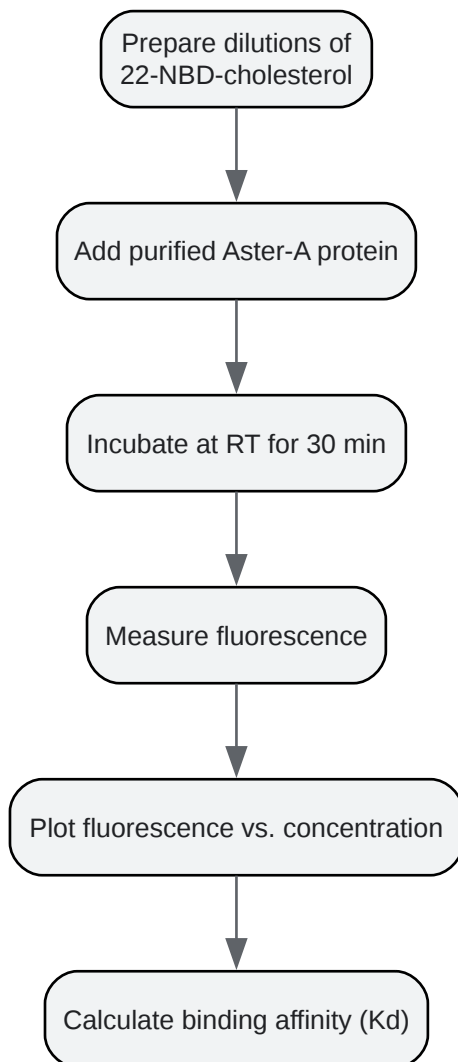 Prepare dilutions of
22-NBD-cholesterol
Add purified Aster-A protein
Incubate at RT for 30 min
Measure fluorescence
Plot fluorescence vs. concentration
Calculate binding affinity (Kd)